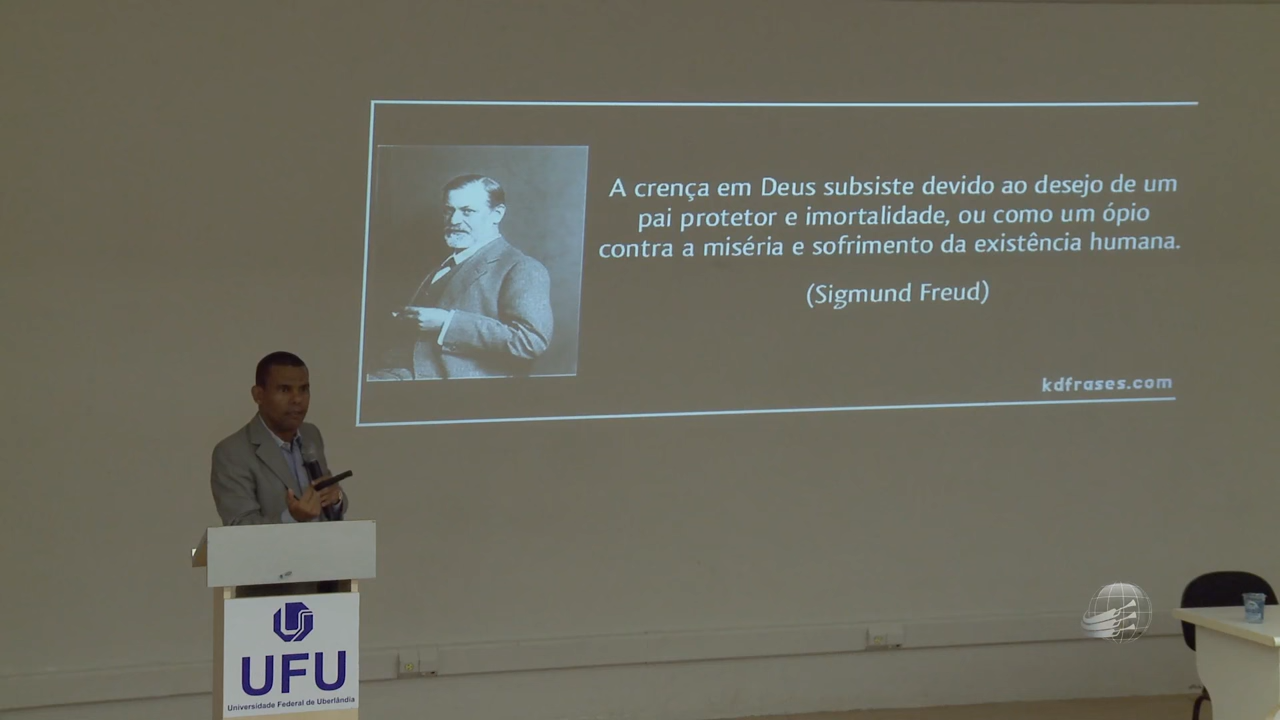 A crença em Deus subsiste devido ao desejo de um
pai protetor e imortalidade, ou como um ópio
contra a miséria e sofrimento da existência humana.
(Sigmund Freud)
kdfrases.com
UFU
Universidade Federal de Uberlândia